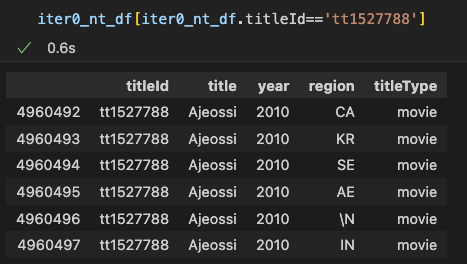 iter0_nt_df[iter0_nt_df.titleId=='tt1527788']
✓ 0.6s
titleId title year region titleType
4960492 tt1527788 Ajeossi 2010 CA movie
4960493 tt1527788 Ajeossi 2010 KR movie
4960494 tt1527788 Ajeossi 2010 SE movie
4960495 tt1527788 Ajeossi 2010 AE movie
4960496 tt1527788 Ajeossi 2010 \N movie
4960497 tt1527788 Ajeossi 2010 IN movie